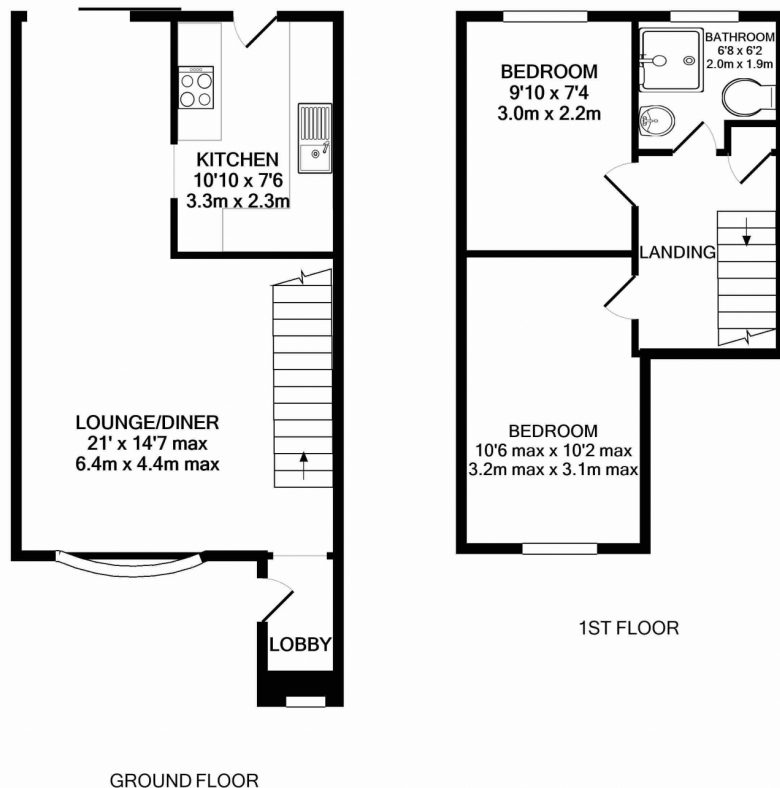 KITCHEN
10'10 x 7'6
3.3m x 2.3m
LOUNGE/DINER
21' x 14'7 max
6.4m x 4.4m max
LOBBY
GROUND FLOOR
BEDROOM
9'10 x 7'4
3.0m x 2.2m
BATHROOM
6'8 x 6'2
2.0m x 1.9m
LANDING
BEDROOM
10'6 max x 10'2 max
3.2m max x 3.1m max
1ST FLOOR